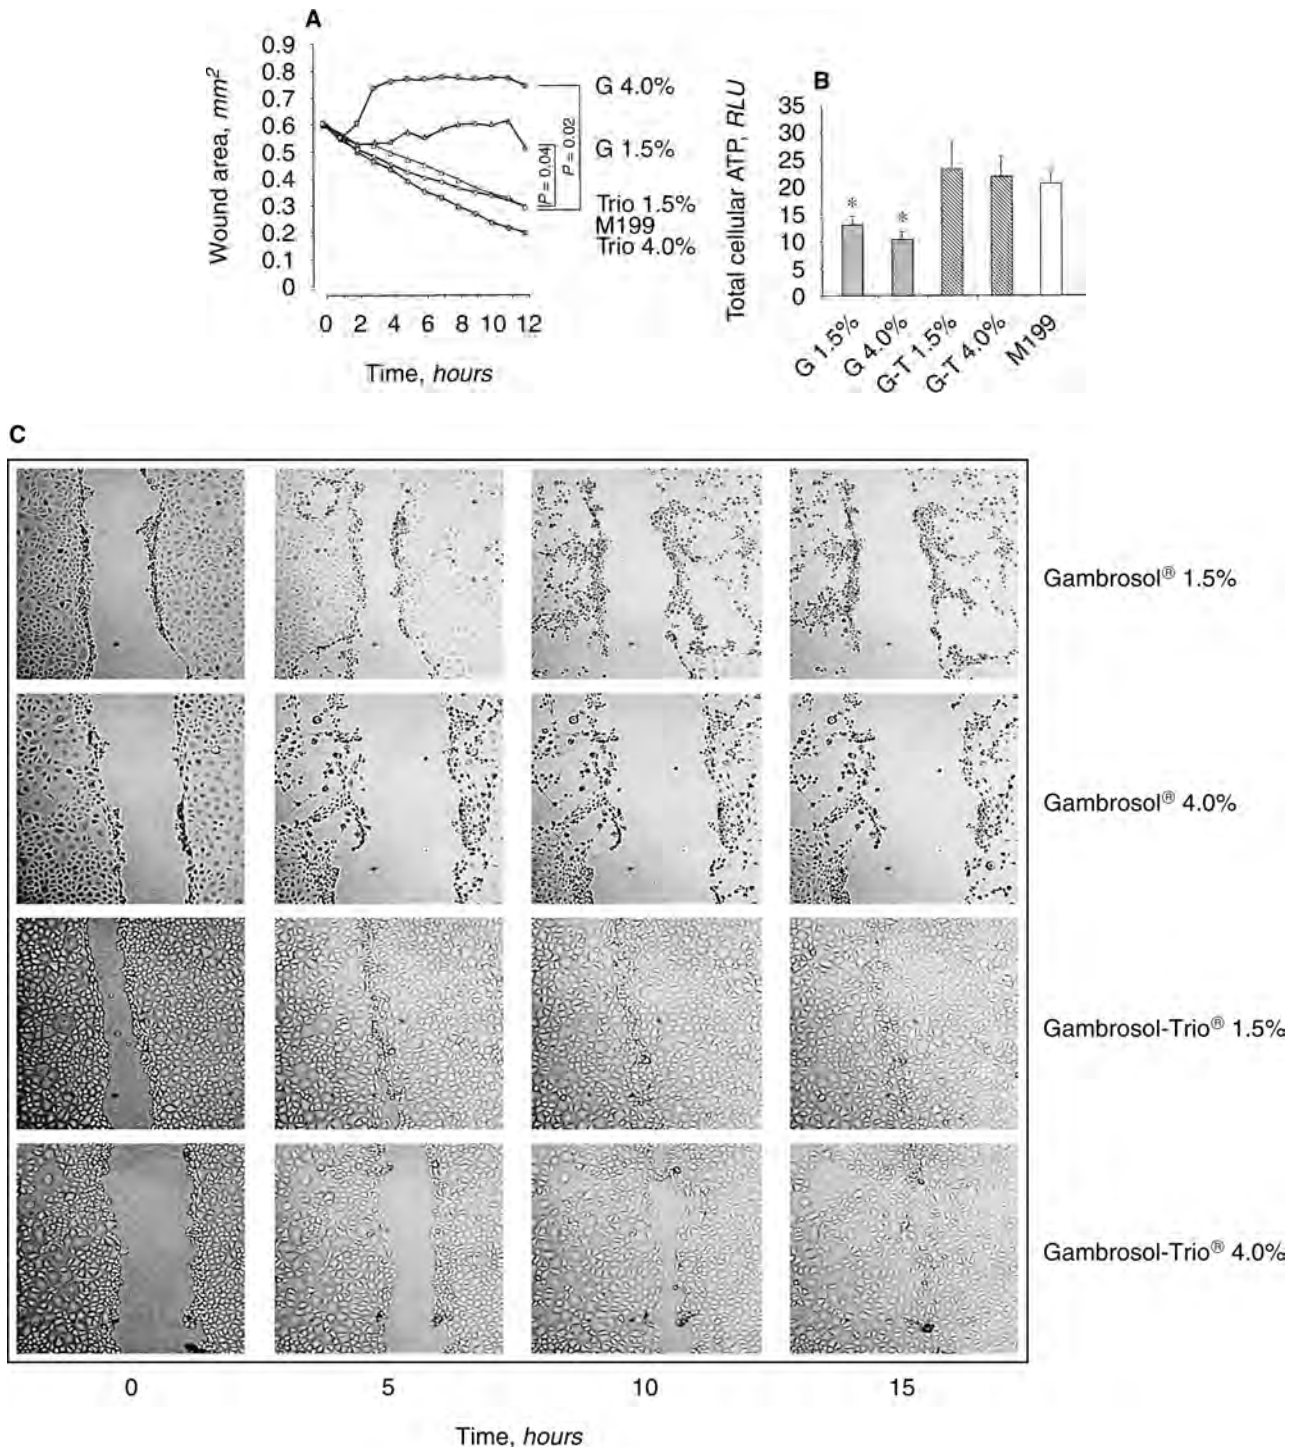 A
Wound area, mm²
0.9
0.8
0.7
0.6
0.5
0.4
0.3
0.2
0.1
0
0 2 4 6 8 10 12
Time, hours
G 4.0%
G 1.5%
Trio 1.5%
M199
Trio 4.0%
P = 0.04
P = 0.02
B
Total cellular ATP, RLU
35
30
25
20
15
10
5
0
*
*
G 1.5%
G 4.0%
G-T 1.5%
G-T 4.0%
M199
C
Gambrosol® 1.5%
Gambrosol® 4.0%
Gambrosol-Trio® 1.5%
Gambrosol-Trio® 4.0%
0 5 10 15
Time, hours